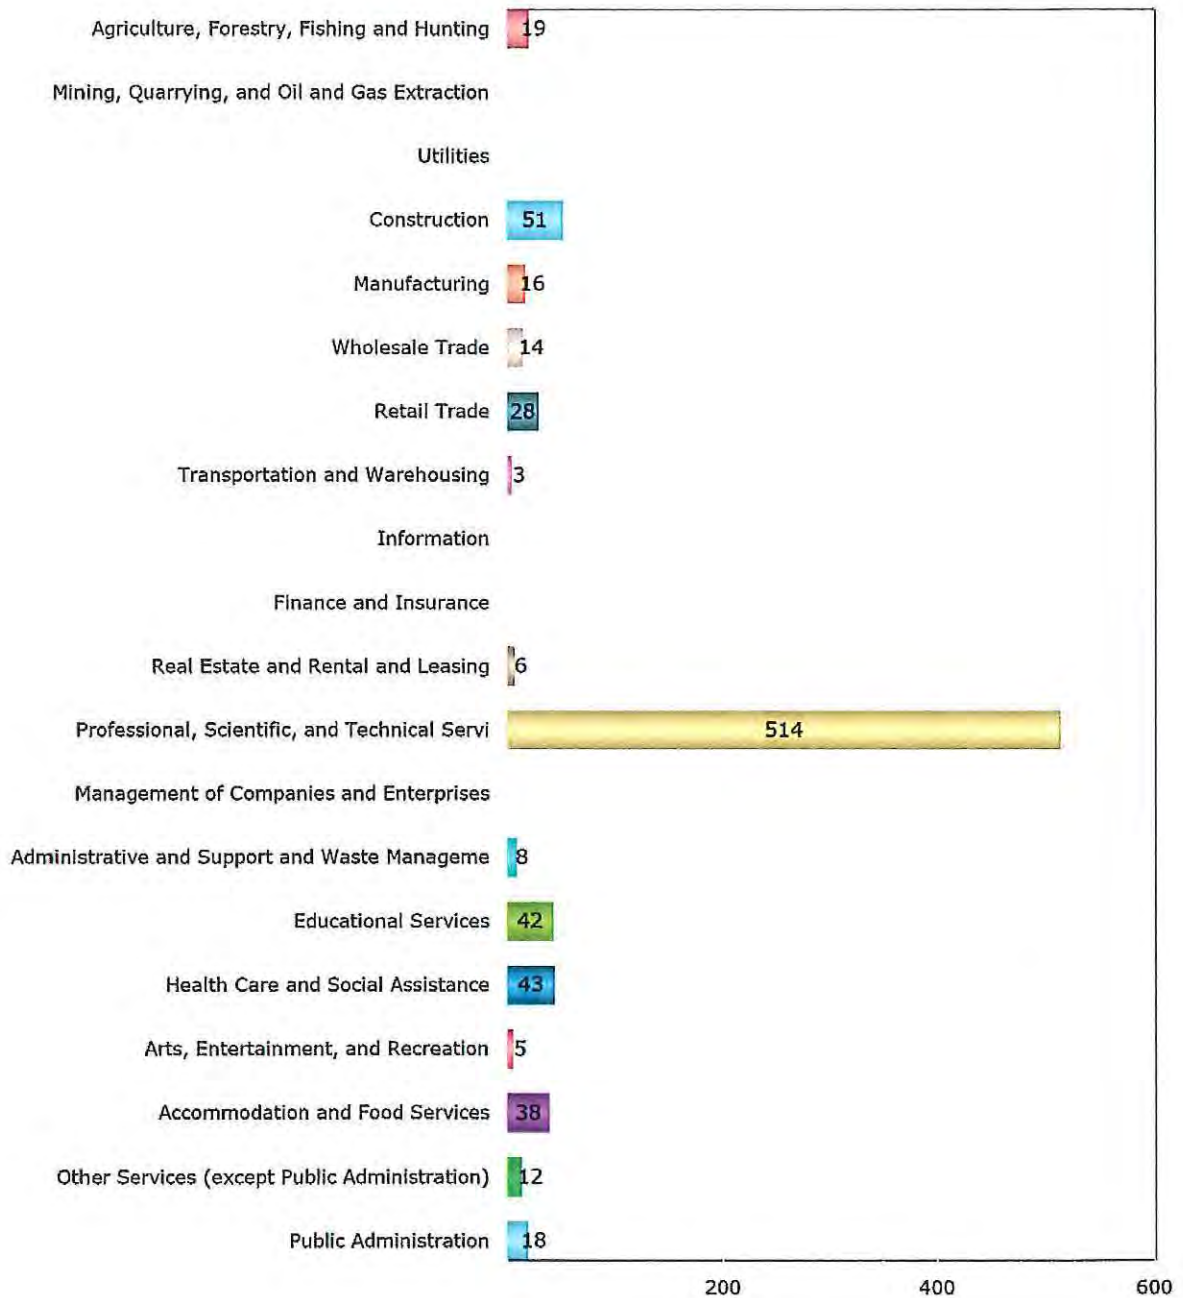 Agriculture, Forestry, Fishing and Hunting 19
Mining, Quarrying, and Oil and Gas Extraction
Utilities
Construction 51
Manufacturing 16
Wholesale Trade 14
Retail Trade 28
Transportation and Warehousing 3
Information
Finance and Insurance
Real Estate and Rental and Leasing 6
Professional, Scientific, and Technical Servi 514
Management of Companies and Enterprises
Administrative and Support and Waste Manageme 8
Educational Services 42
Health Care and Social Assistance 43
Arts, Entertainment, and Recreation 5
Accommodation and Food Services 38
Other Services (except Public Administration) 12
Public Administration 18
200 400 600